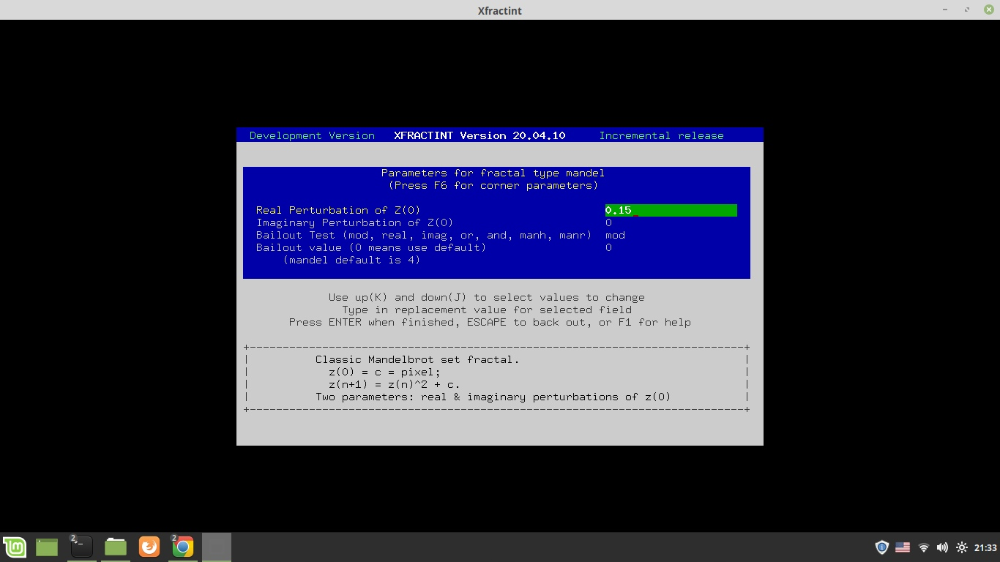 Xfractint
Development Version XFRACTINT Version 20.04.10 Incremental release
Parameters for fractal type mandel
(Press F6 for corner parameters)
Real Perturbation of Z(0) 0.15_
Imaginary Perturbation of Z(0) 0
Bailout Test (mod, real, imag, or, and, manh, manr) mod
Bailout value (0 means use default) 0
(mandel default is 4)
Use up(K) and down(J) to select values to change
Type in replacement value for selected field
Press ENTER when finished, ESCAPE to back out, or F1 for help
+---------------------------------------------------------------------------+
| Classic Mandelbrot set fractal. |
| z(0) = c = pixel; |
| z(n+1) = z(n)^2 + c. |
| Two parameters: real & imaginary perturbations of z(0) |
+---------------------------------------------------------------------------+
2 2 21:33